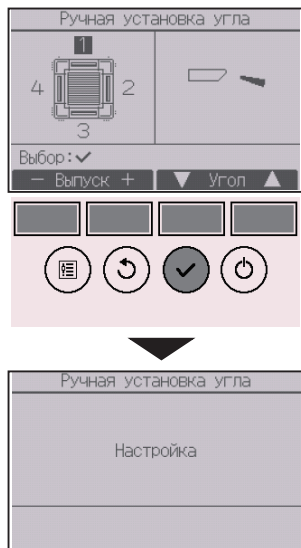 Ручная установка угла
1
4 2
3
Выбор:✓
— Выпуск + ▼ Угол ▲
Ручная установка угла
Настройка